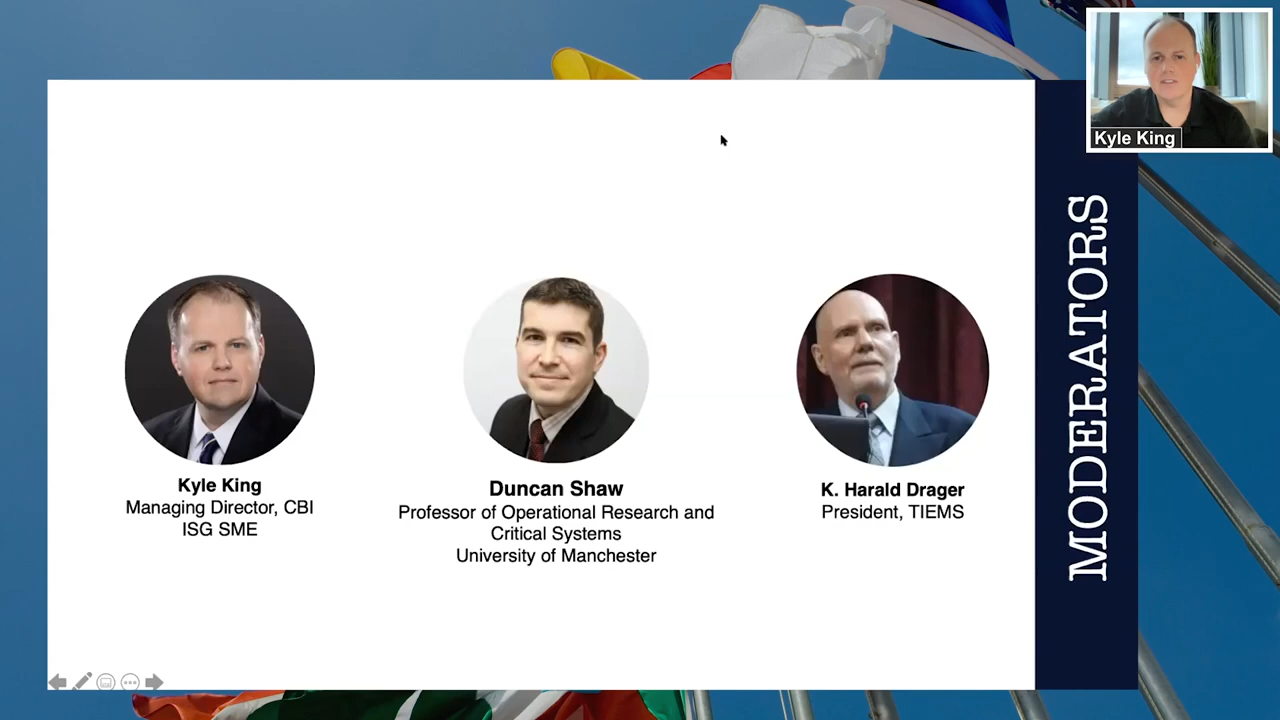 Kyle King
Kyle King
Managing Director, CBI
ISG SME
Duncan Shaw
Professor of Operational Research and
Critical Systems
University of Manchester
K. Harald Drager
President, TIEMS
MODERATORS